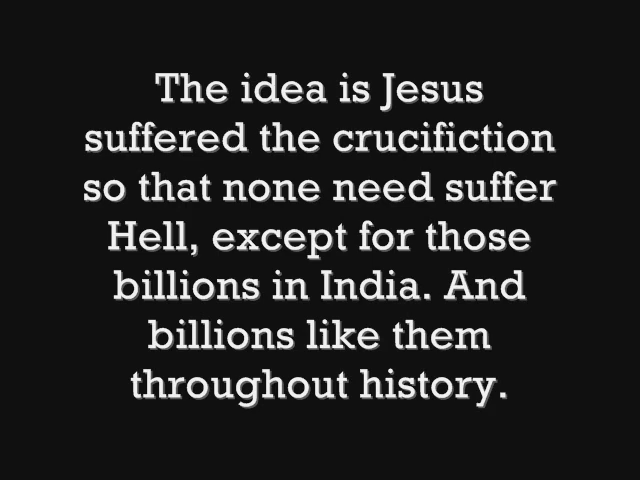 The idea is Jesus
suffered the crucifiction
so that none need suffer
Hell, except for those
billions in India. And
billions like them
throughout history.